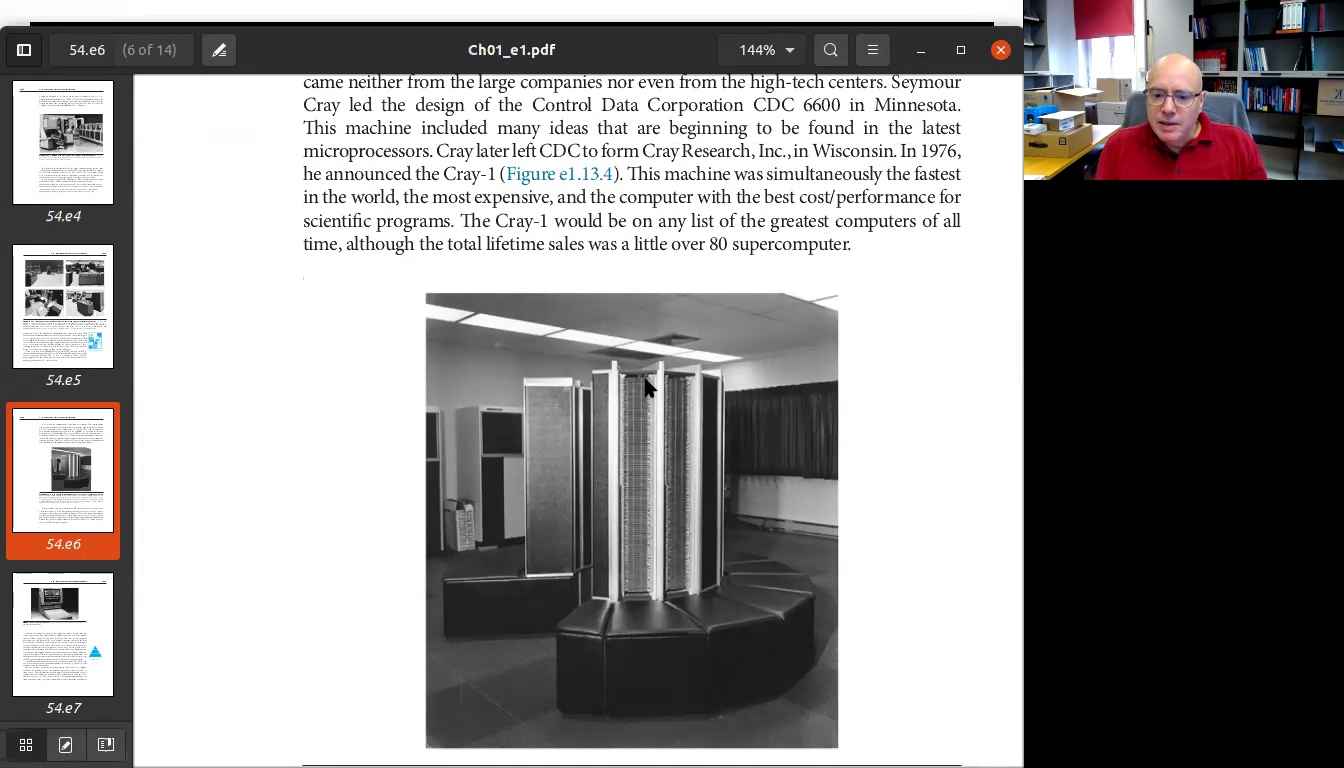 54.e6 (6 of 14)
Ch01_e1.pdf
144%
came neither from the large companies nor even from the high-tech centers. Seymour
Cray led the design of the Control Data Corporation CDC 6600 in Minnesota.
This machine included many ideas that are beginning to be found in the latest
microprocessors. Cray later left CDC to form Cray Research, Inc., in Wisconsin. In 1976,
he announced the Cray-1 (Figure e1.13.4). This machine was simultaneously the fastest
in the world, the most expensive, and the computer with the best cost/performance for
scientific programs. The Cray-1 would be on any list of the greatest computers of all
time, although the total lifetime sales was a little over 80 supercomputer.
54.e4
54.e5
54.e6
54.e7